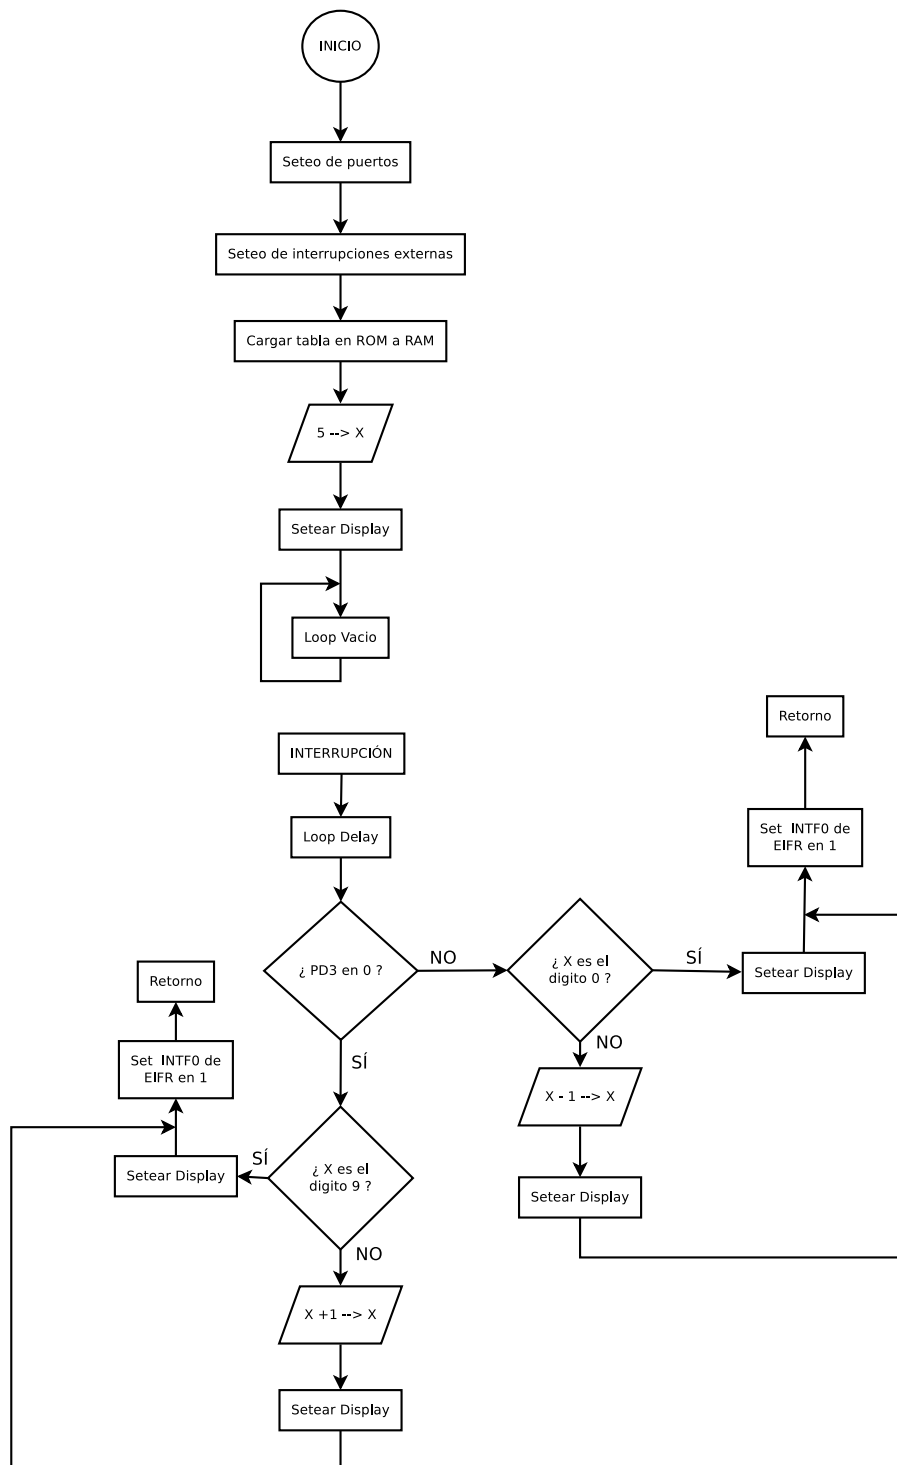 INICIO
Seteo de puertos
Seteo de interrupciones externas
Cargar tabla en ROM a RAM
5 --> X
Setear Display
Loop Vacio
Retorno
INTERRUPCIÓN
Loop Delay
Set INTF0 de
EIFR en 1
¿ PD3 en 0 ?
NO
¿ X es el
digito 0 ?
SÍ
Setear Display
Retorno
Set INTF0 de
EIFR en 1
SÍ
NO
X - 1 --> X
Setear Display
SÍ
¿ X es el
digito 9 ?
Setear Display
NO
X +1 --> X
Setear Display